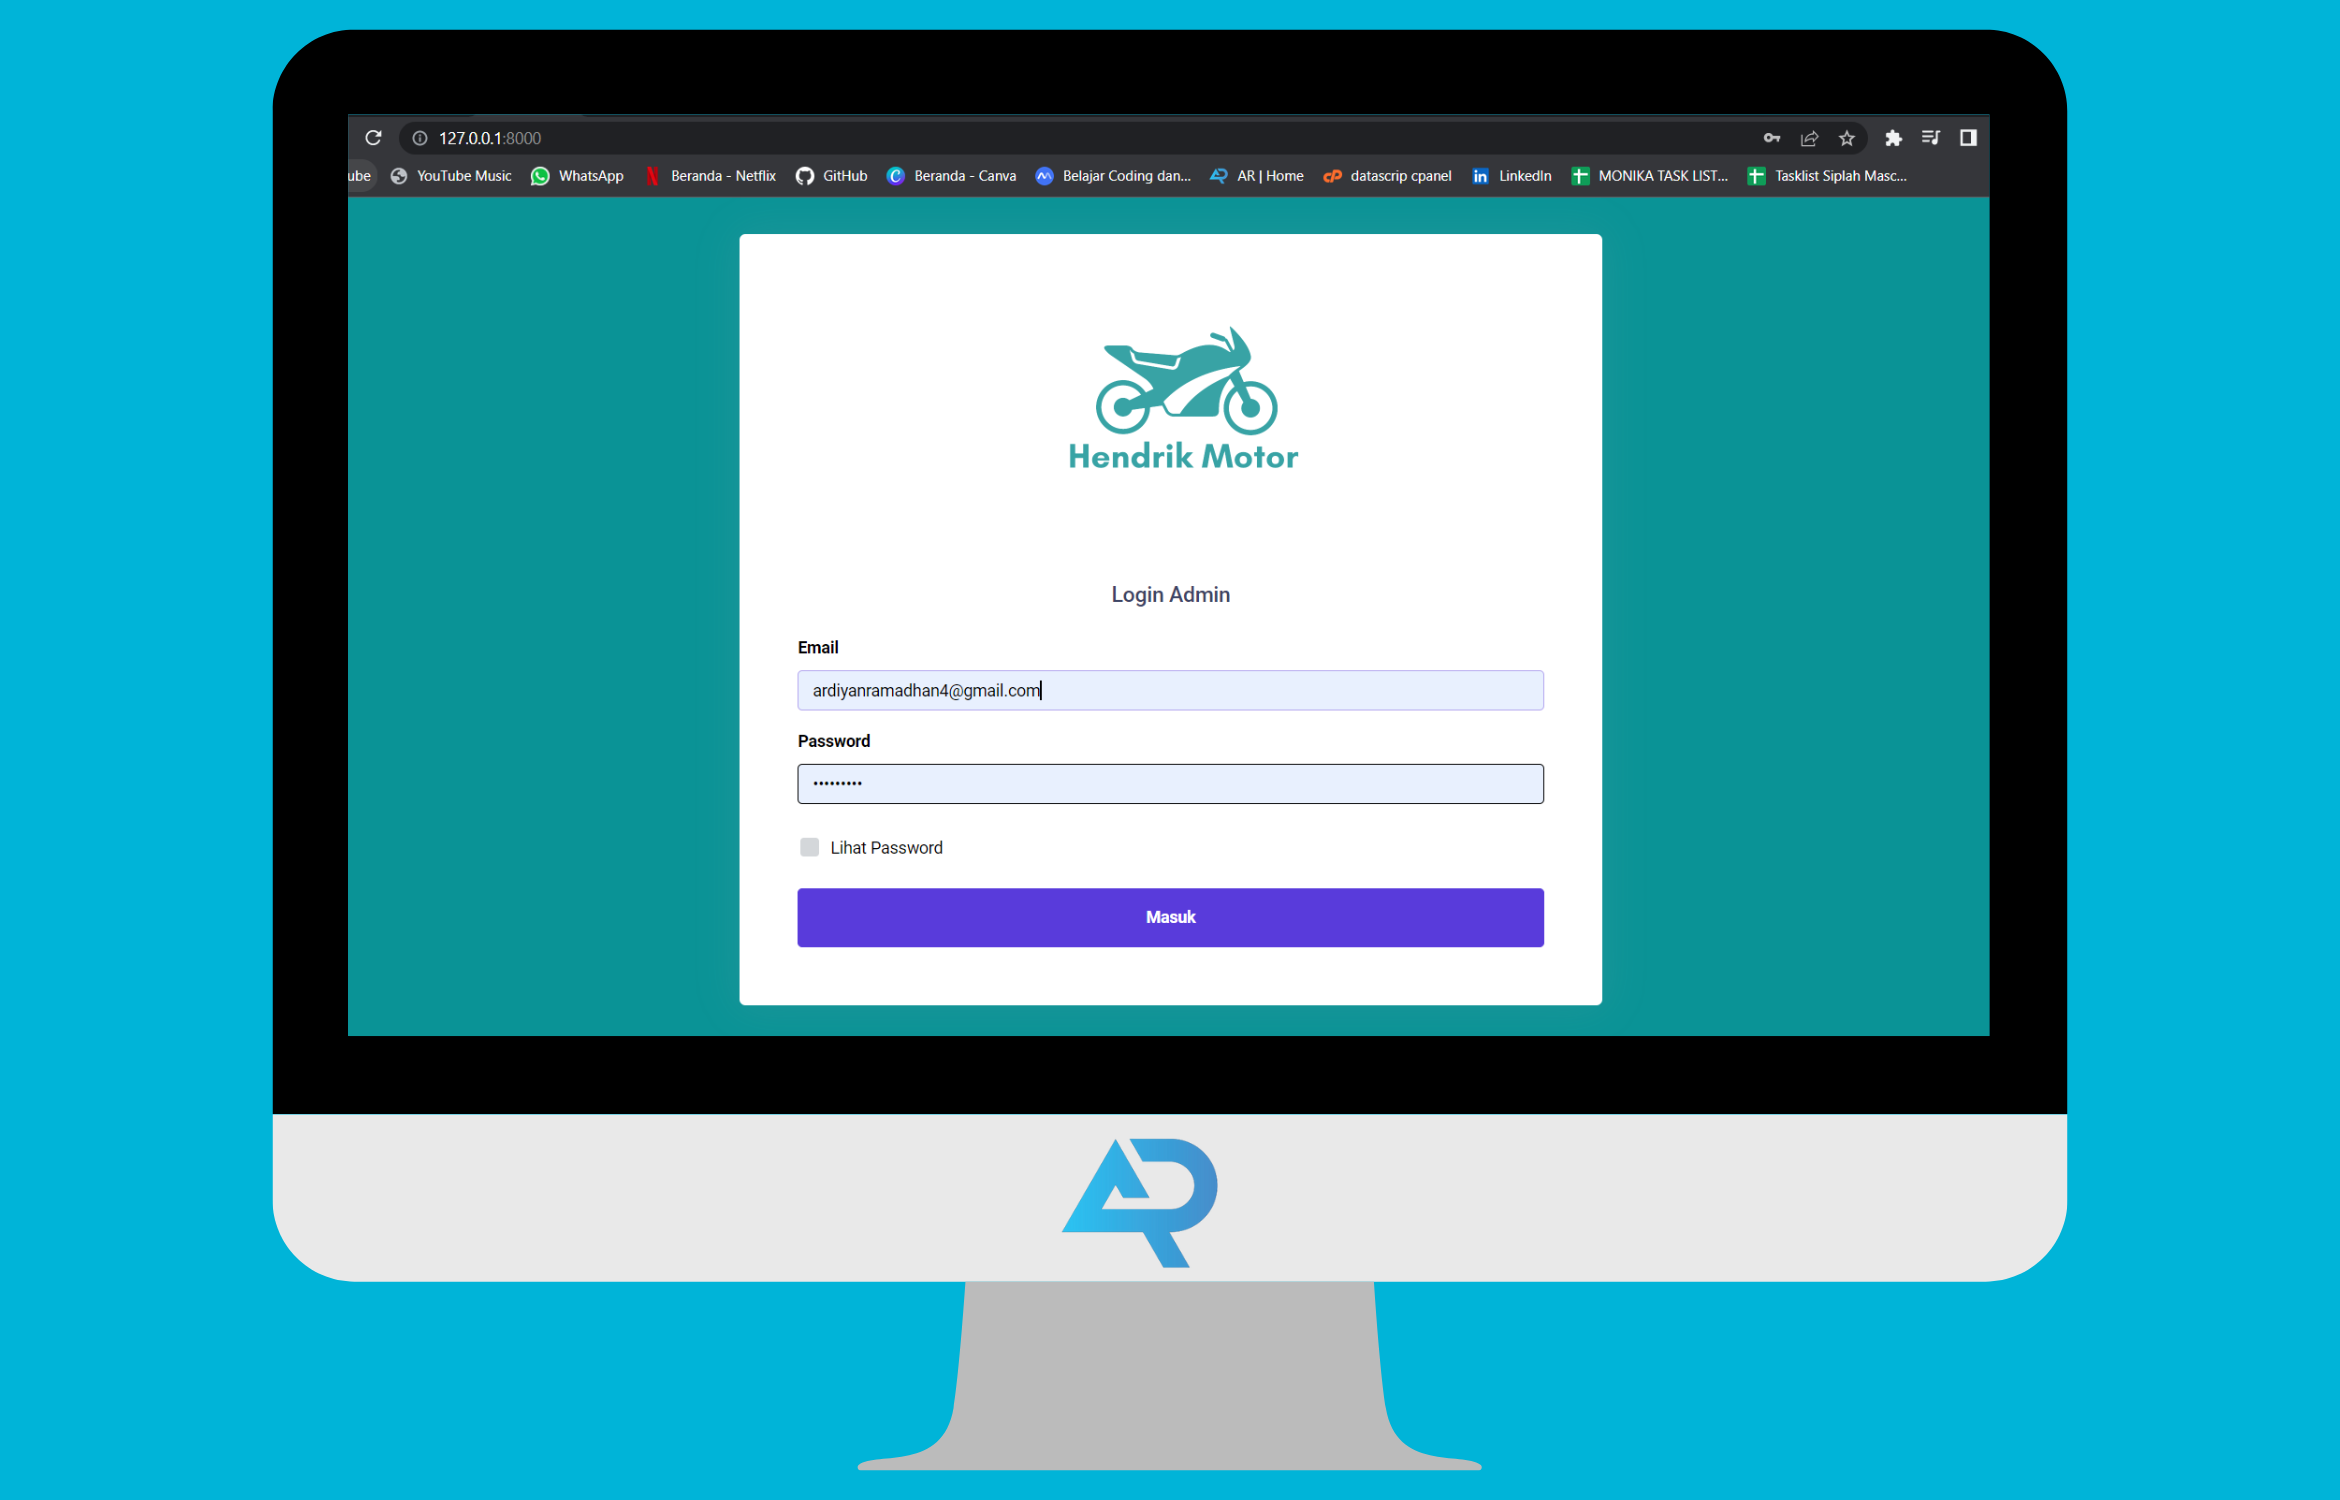 127.0.0.1:8000
ube YouTube Music WhatsApp Beranda - Netflix GitHub Beranda - Canva Belajar Coding dan... AR | Home datascrip cpanel LinkedIn MONIKA TASK LIST... Tasklist Siplah Masc...
Hendrik Motor
Login Admin
Email
ardiyanramadhan4@gmail.com
Password
•••••••••
Lihat Password
Masuk
AR